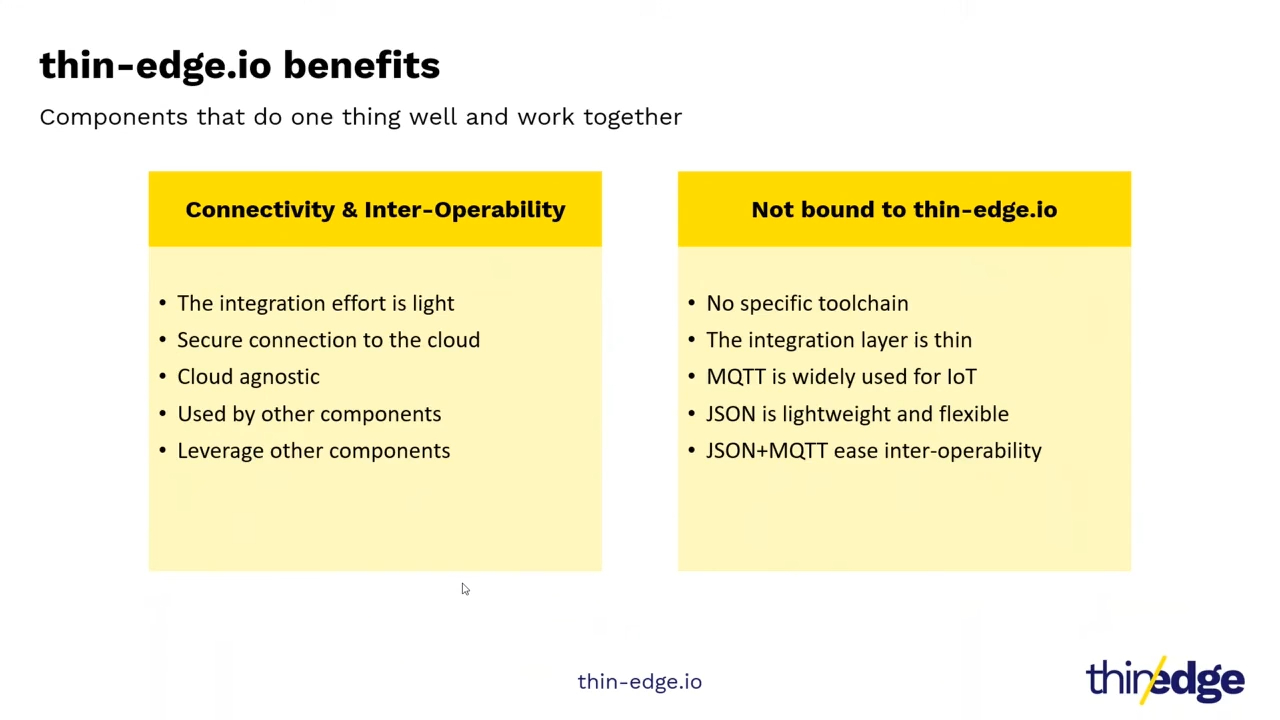 thin-edge.io benefits
Components that do one thing well and work together
Connectivity & Inter-Operability
• The integration effort is light
• Secure connection to the cloud
• Cloud agnostic
• Used by other components
• Leverage other components
Not bound to thin-edge.io
• No specific toolchain
• The integration layer is thin
• MQTT is widely used for IoT
• JSON is lightweight and flexible
• JSON+MQTT ease inter-operability
thin-edge.io
thin/edge